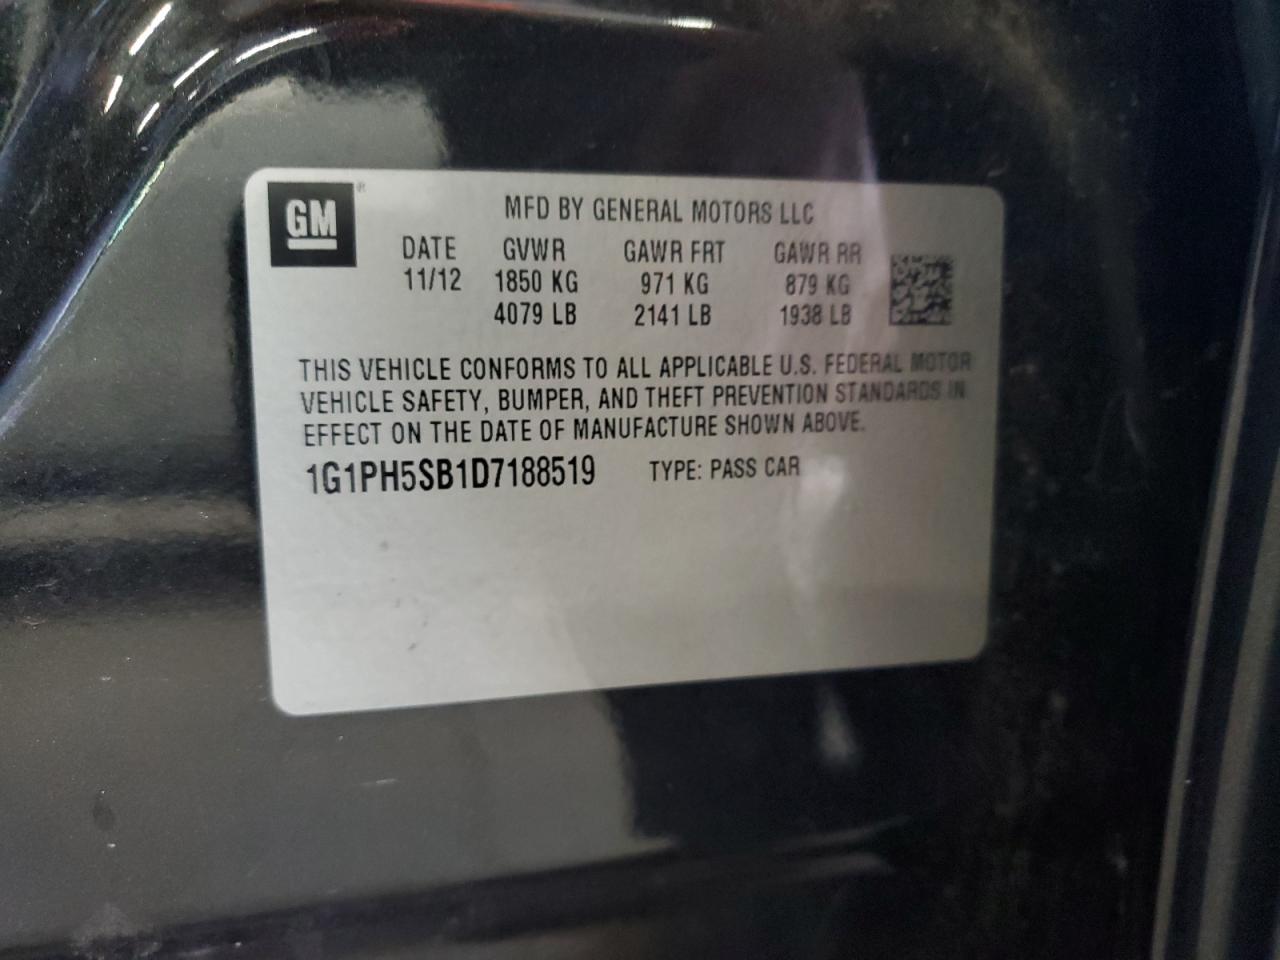 GM ®
MFD BY GENERAL MOTORS LLC
DATE GVWR GAWR FRT GAWR RR
11/12 1850 KG 971 KG 879 KG
4079 LB 2141 LB 1938 LB
THIS VEHICLE CONFORMS TO ALL APPLICABLE U.S. FEDERAL MOTOR
VEHICLE SAFETY, BUMPER, AND THEFT PREVENTION STANDARDS IN
EFFECT ON THE DATE OF MANUFACTURE SHOWN ABOVE.
1G1PH5SB1D7188519 TYPE: PASS CAR